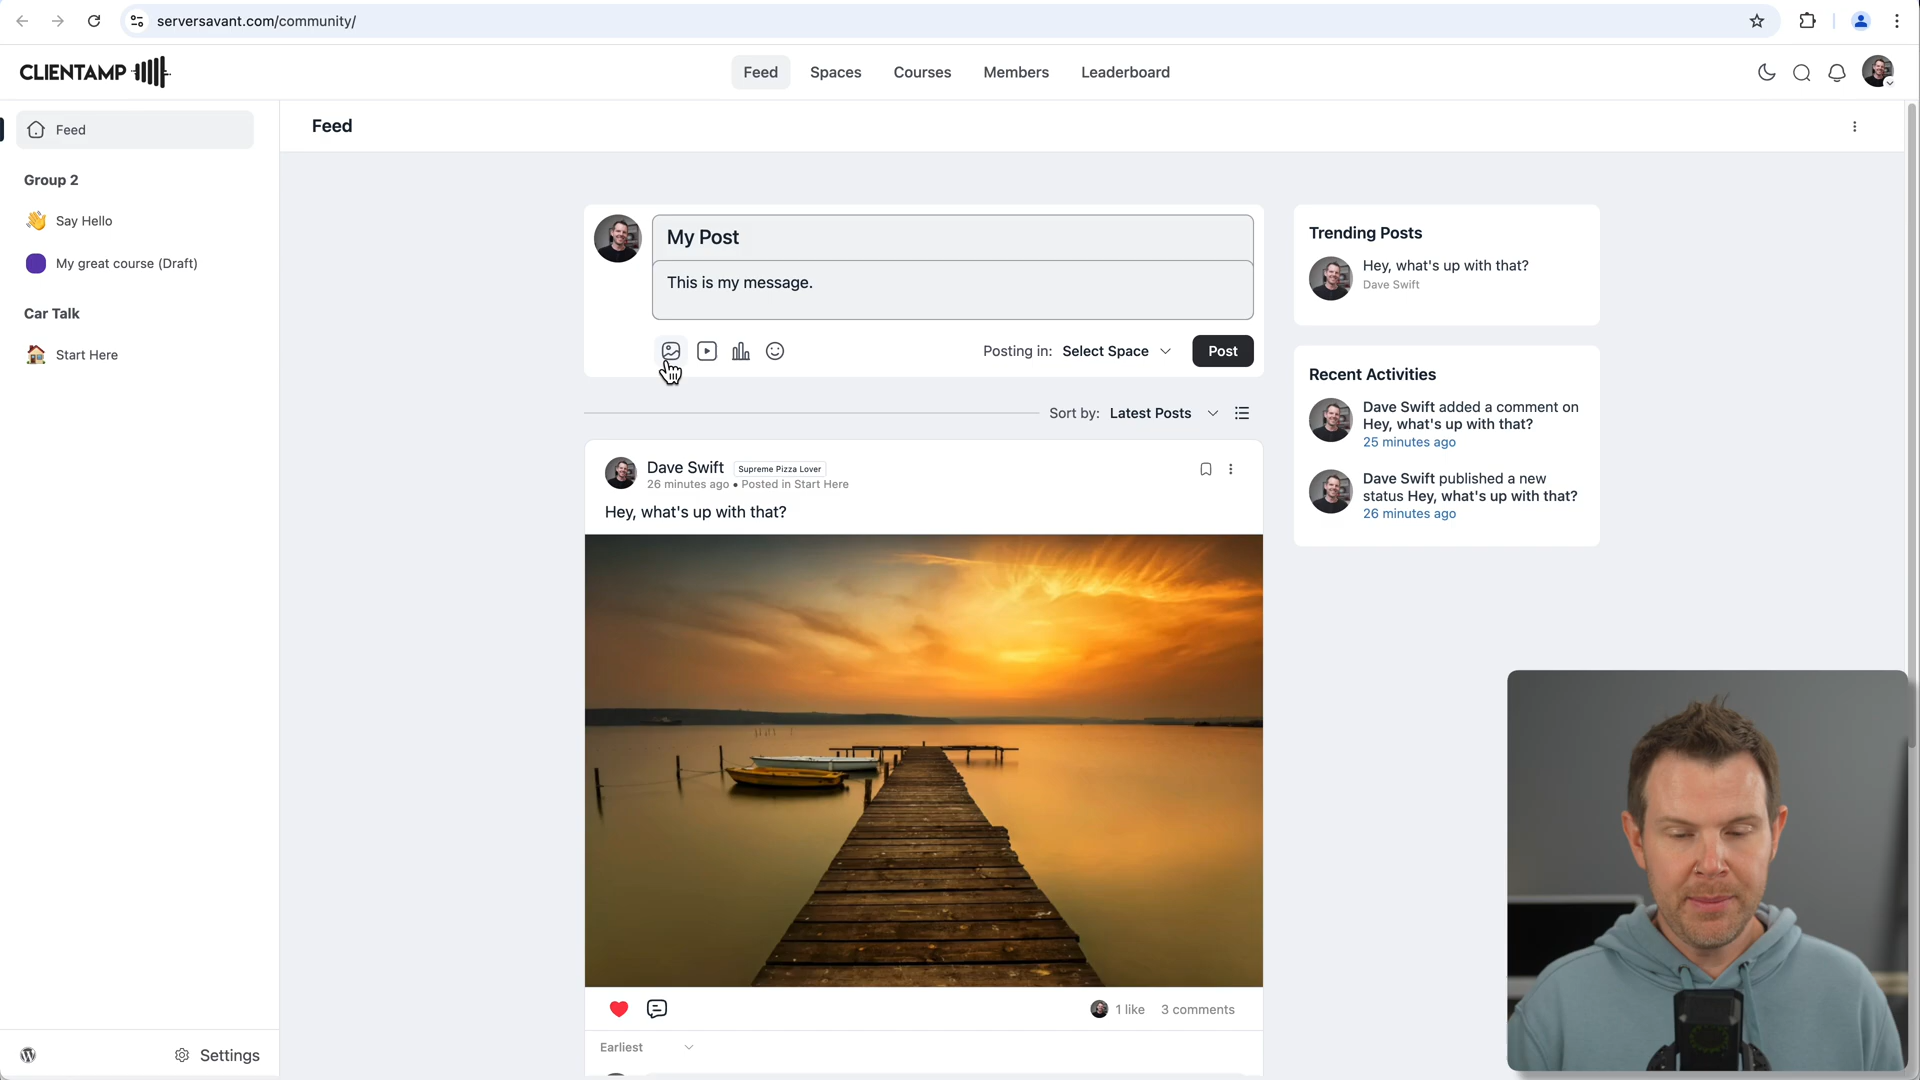 serversavant.com/community/
CLIENTAMP
Feed
Spaces
Courses
Members
Leaderboard
Feed
Group 2
Say Hello
My great course (Draft)
Car Talk
Start Here
Settings
Feed
My Post
This is my message.
Posting in: Select Space
Post
Sort by: Latest Posts
Dave Swift Supreme Pizza Lover
26 minutes ago • Posted in Start Here
Hey, what's up with that?
1 like 3 comments
Earliest
Trending Posts
Hey, what's up with that?
Dave Swift
Recent Activities
Dave Swift added a comment on
Hey, what's up with that?
25 minutes ago
Dave Swift published a new
status Hey, what's up with that?
26 minutes ago